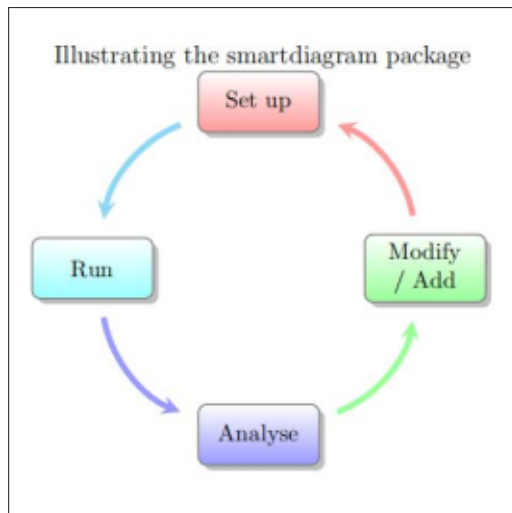 Illustrating the smartdiagram package
Set up
Run
Modify
/ Add
Analyse